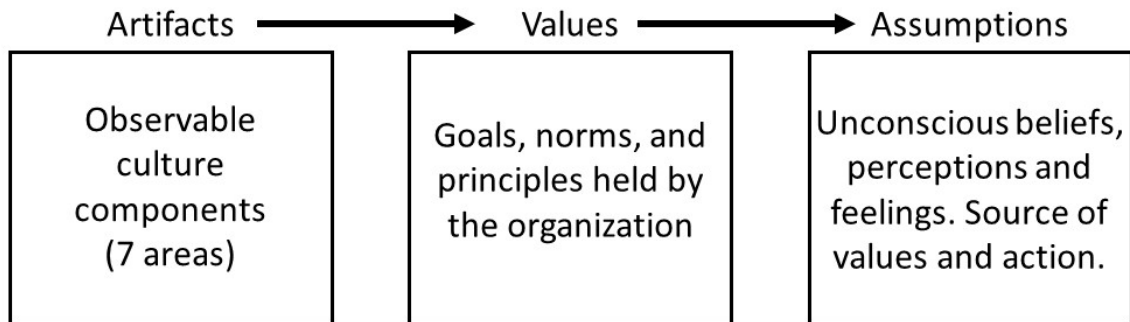 Artifacts
Values
Assumptions
Observable
culture
components
(7 areas)
Goals, norms, and
principles held by
the organization
Unconscious beliefs,
perceptions and
feelings. Source of
values and action.